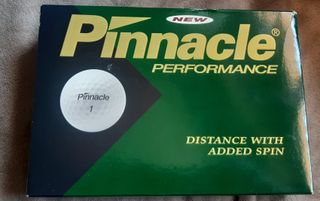 NEW
Pinnacle®
PERFORMANCE
Pinnacle
1
DISTANCE WITH
ADDED SPIN